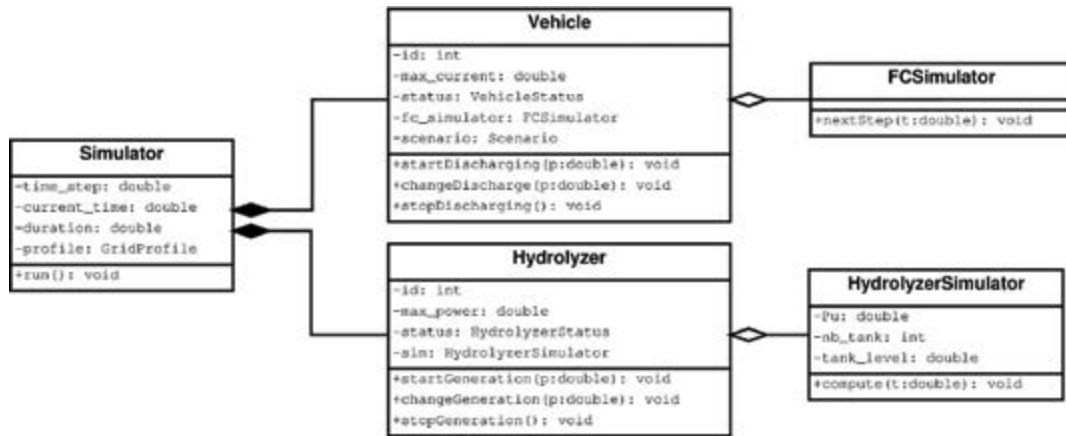 Vehicle
-id: int
-max_current: double
-status: VehicleStatus
-fc_simulator: FCSimulator
-scenario: Scenario
+startDischarging(p:double): void
+changeDischarge(p:double): void
+stopDischarging(): void
FCSimulator
+nextStep(t:double): void
Simulator
-time_step: double
-current_time: double
-duration: double
-profile: GridProfile
+run(): void
Hydrolyzer
-id: int
-max_power: double
-status: HydrolyzerStatus
-sim: HydrolyzerSimulator
+startGeneration(p:double): void
+changeGeneration(p:double): void
+stopGeneration(): void
HydrolyzerSimulator
-Pu: double
-nb_tank: int
-tank_level: double
+compute(t:double): void